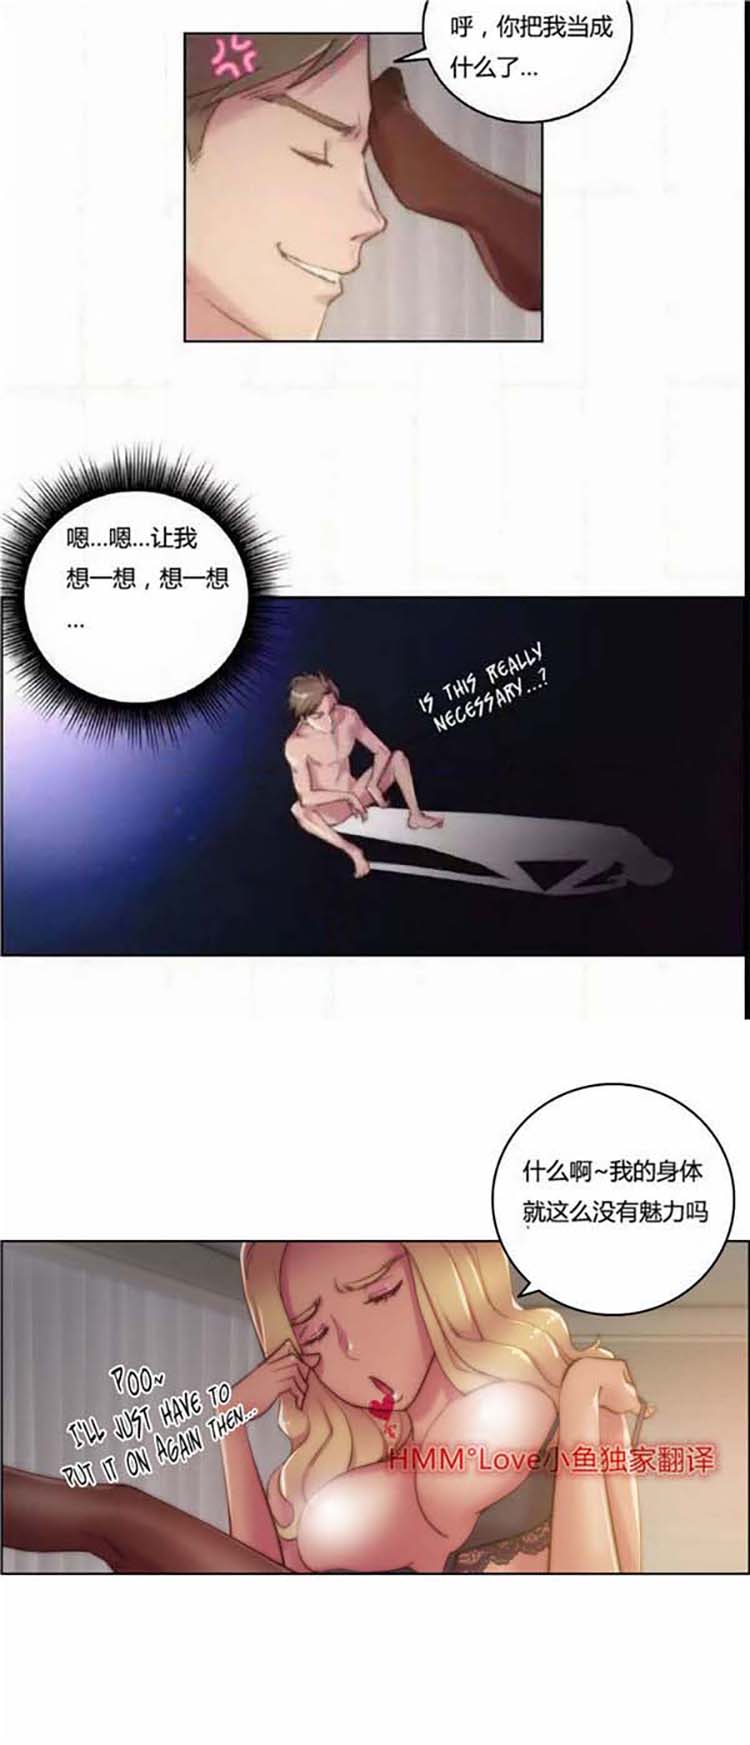 呼，你把我当成
什么了...
嗯...嗯...让我
想一想，想一想
...
IS THIS REALLY
NECESSARY...?
什么啊~我的身体
就这么没有魅力吗
POO~
I'LL JUST HAVE TO
PUT IT ON AGAIN THEN...
HMM°Love小鱼独家翻译